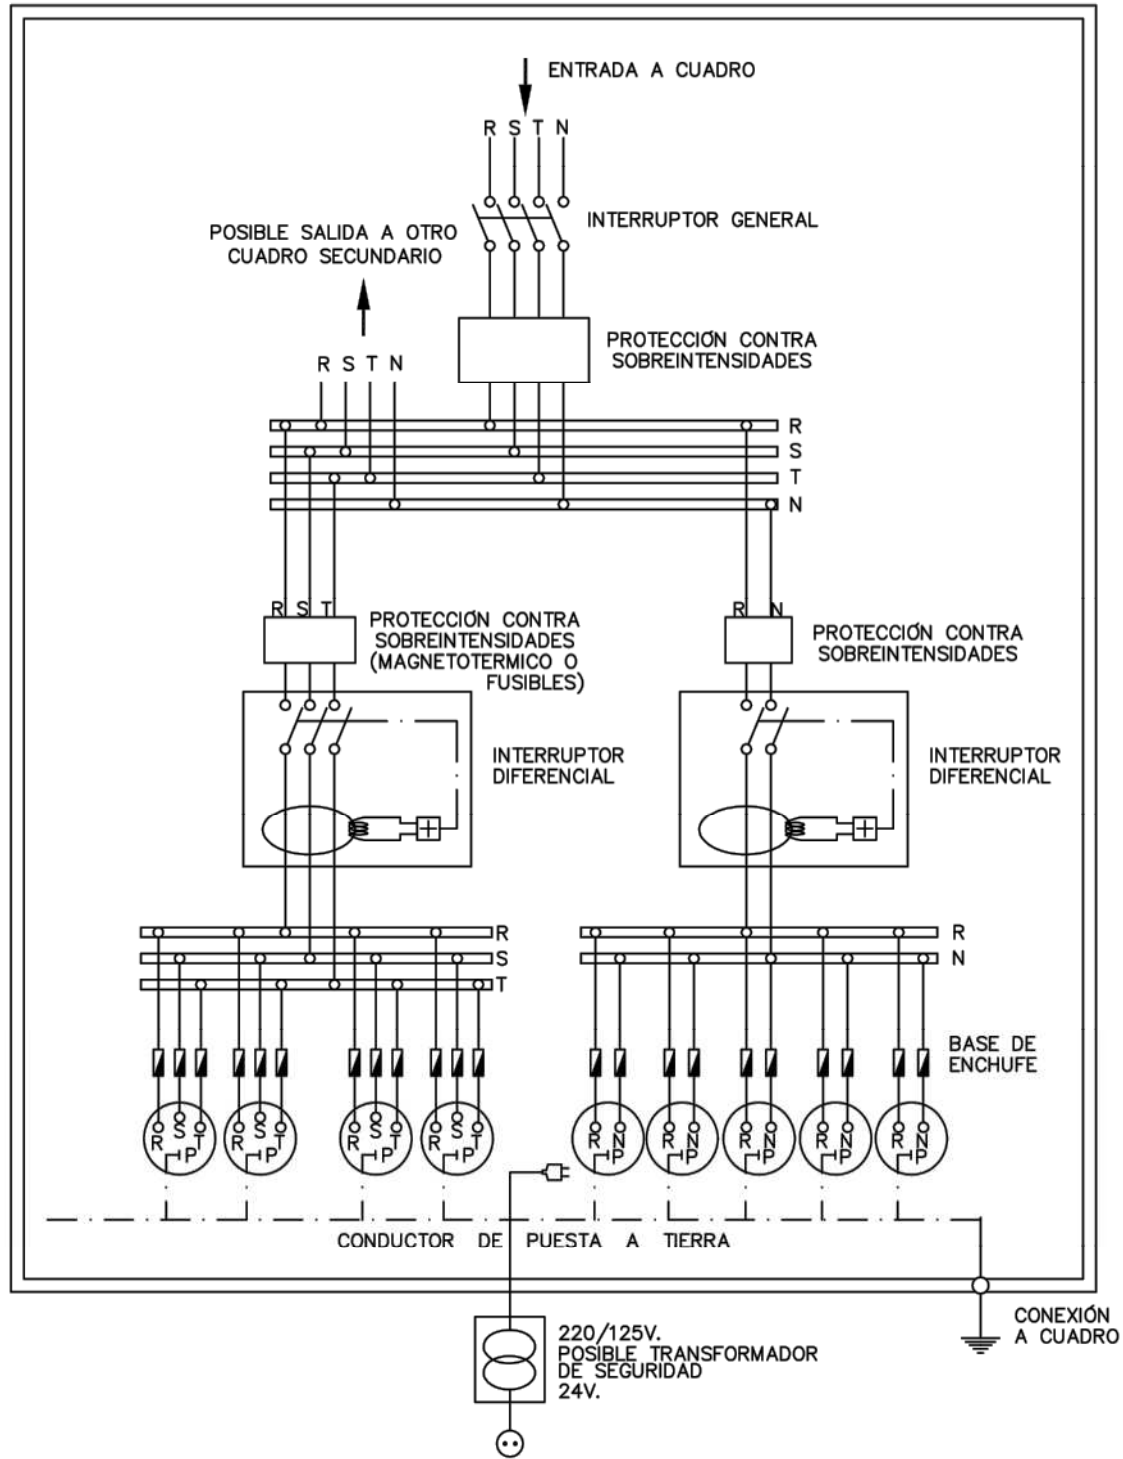 ENTRADA A CUADRO
R S T N
INTERRUPTOR GENERAL
POSIBLE SALIDA A OTRO
CUADRO SECUNDARIO
PROTECCIÓN CONTRA
SOBREINTENSIDADES
R S T N
R
S
T
N
R S T
PROTECCIÓN CONTRA
SOBREINTENSIDADES
(MAGNETOTERMICO O
FUSIBLES)
R N
PROTECCIÓN CONTRA
SOBREINTENSIDADES
INTERRUPTOR
DIFERENCIAL
INTERRUPTOR
DIFERENCIAL
R
S
T
R
N
BASE DE
ENCHUFE
R S T P
R S T P
R S T P
R S T P
R N P
R N P
R N P
R N P
R N P
CONDUCTOR DE PUESTA A TIERRA
CONEXIÓN
A CUADRO
220/125V.
POSIBLE TRANSFORMADOR
DE SEGURIDAD
24V.